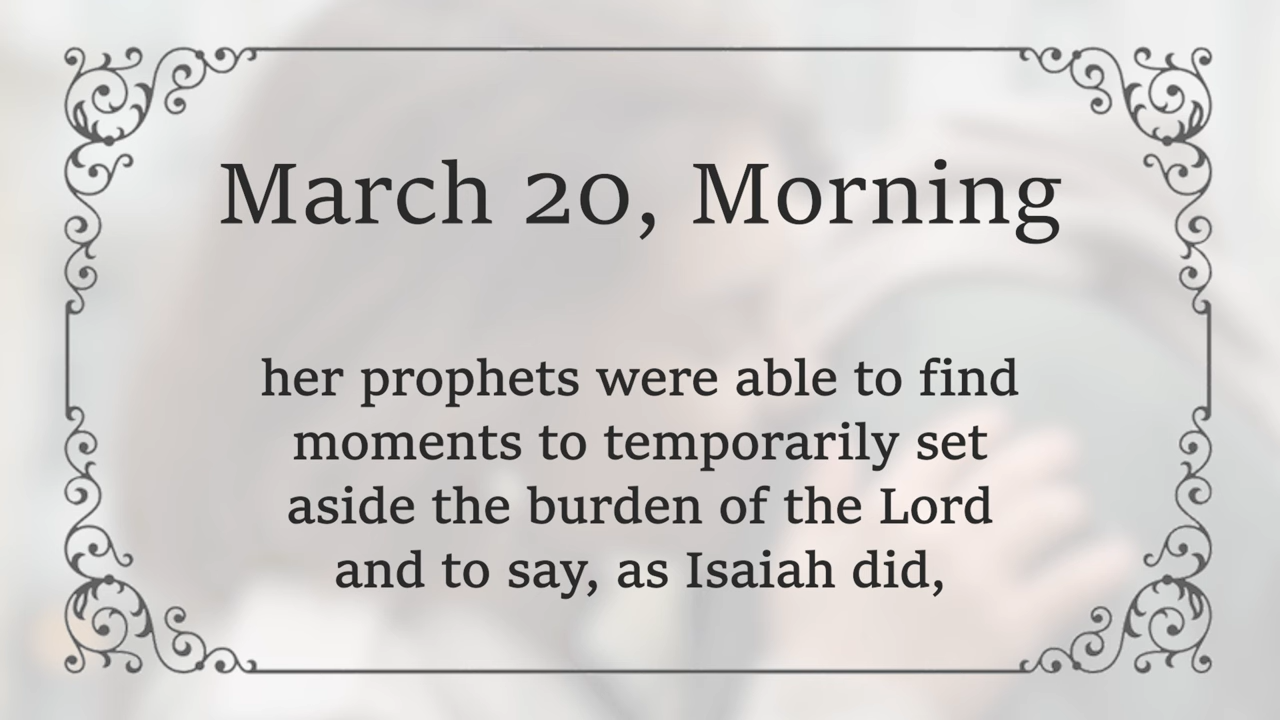 March 20, Morning
her prophets were able to find
moments to temporarily set
aside the burden of the Lord
and to say, as Isaiah did,